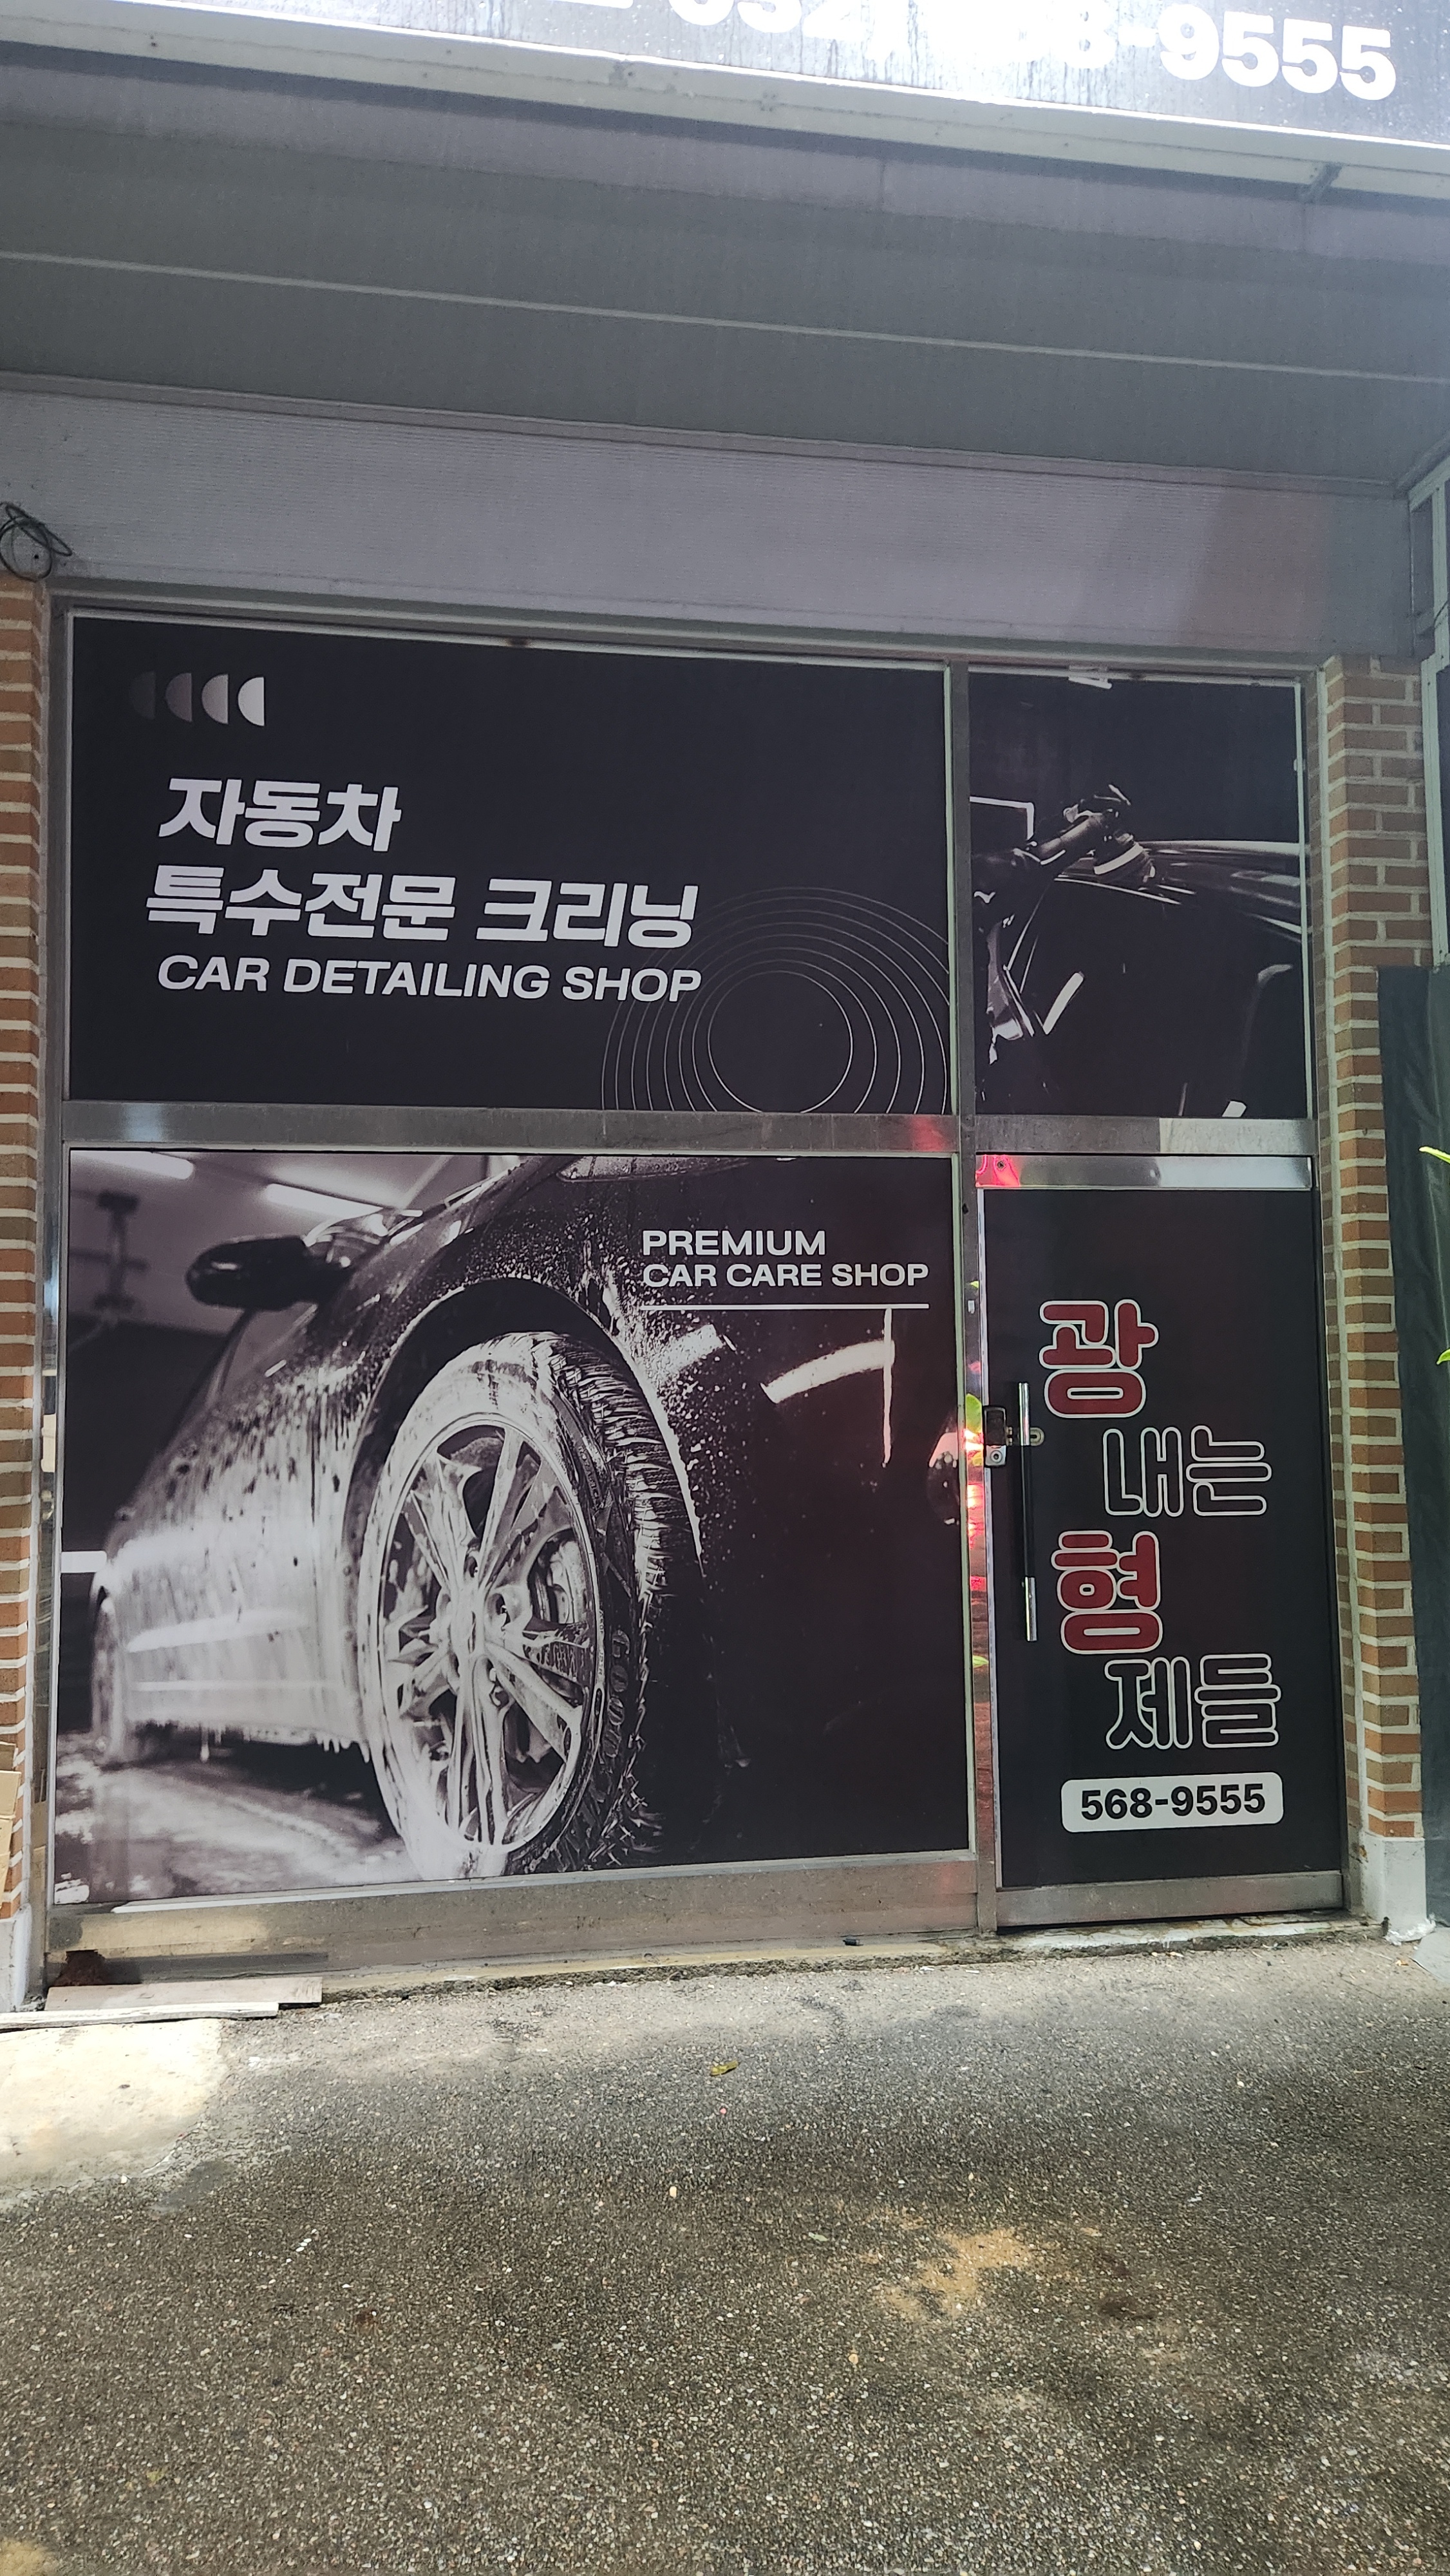 9555
자동차
특수전문 크리닝
CAR DETAILING SHOP
PREMIUM
CAR CARE SHOP
광
내는
형
제들
568-9555